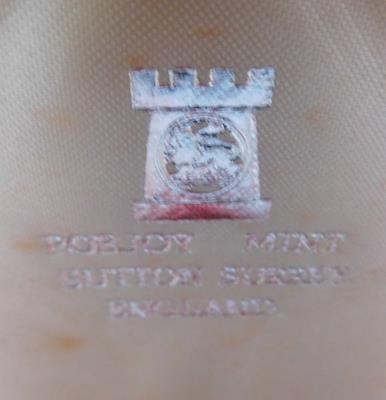 POBJOY MINT
SUTTON SURREY
ENGLAND